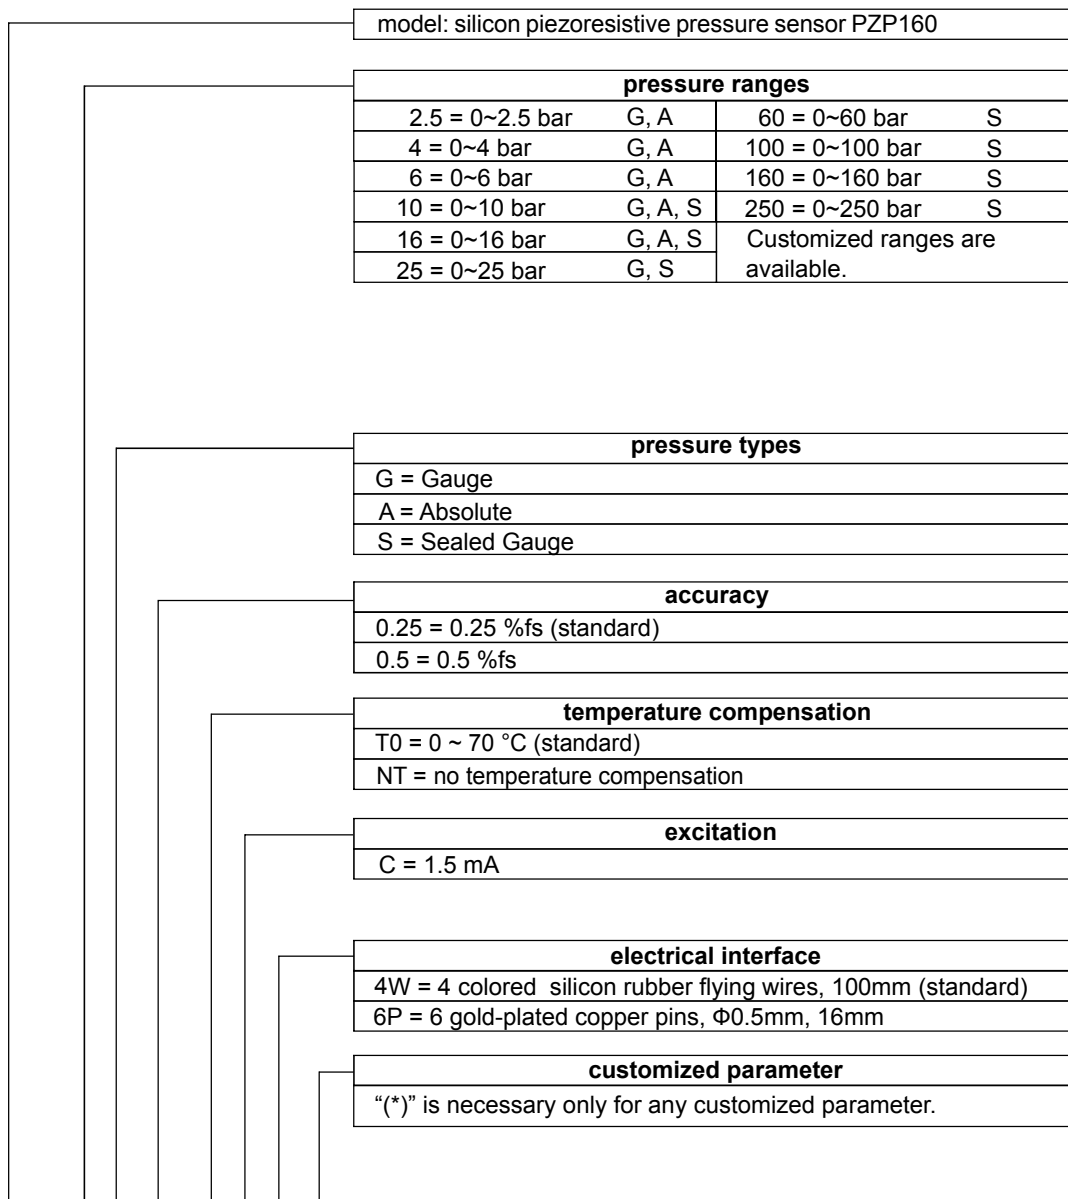 model: silicon piezoresistive pressure sensor PZP160
pressure ranges
2.5 = 0~2.5 bar G, A 60 = 0~60 bar S
4 = 0~4 bar G, A 100 = 0~100 bar S
6 = 0~6 bar G, A 160 = 0~160 bar S
10 = 0~10 bar G, A, S 250 = 0~250 bar S
16 = 0~16 bar G, A, S Customized ranges are
25 = 0~25 bar G, S available.
pressure types
G = Gauge
A = Absolute
S = Sealed Gauge
accuracy
0.25 = 0.25 %fs (standard)
0.5 = 0.5 %fs
temperature compensation
T0 = 0 ~ 70 °C (standard)
NT = no temperature compensation
excitation
C = 1.5 mA
electrical interface
4W = 4 colored silicon rubber flying wires, 100mm (standard)
6P = 6 gold-plated copper pins, Φ0.5mm, 16mm
customized parameter
“(*)” is necessary only for any customized parameter.